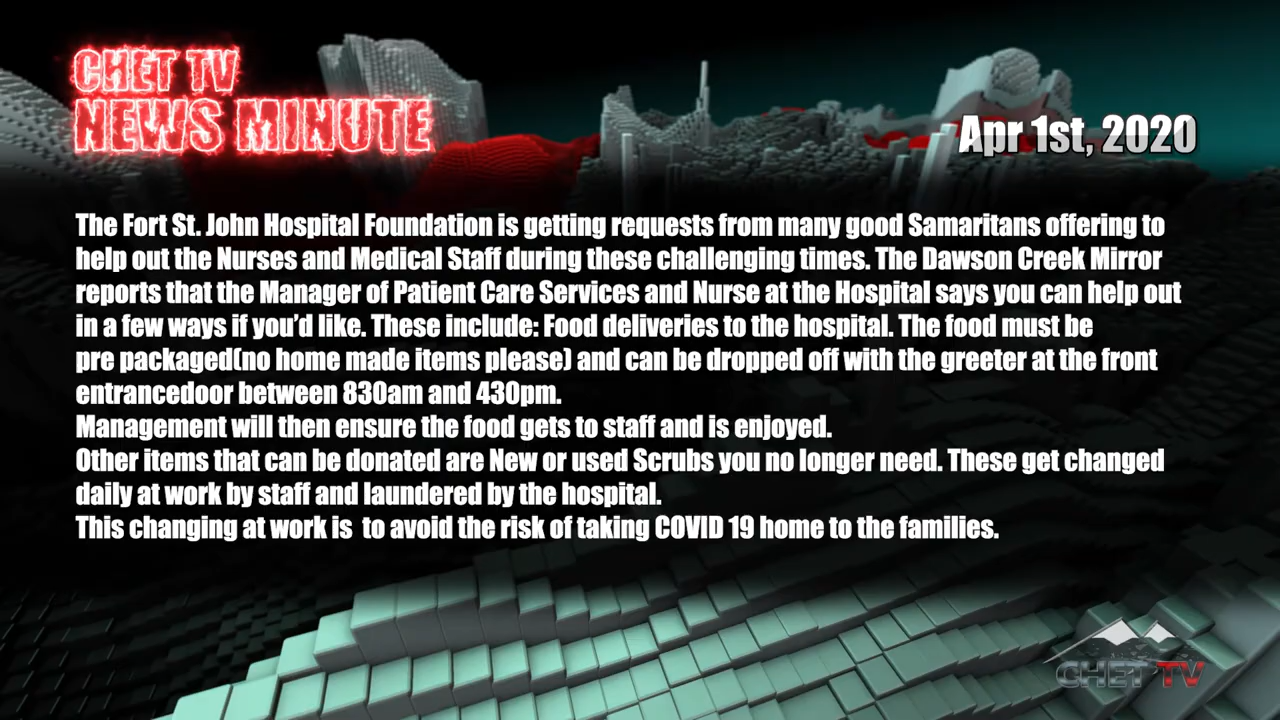 CHET TV
NEWS MINUTE
Apr 1st, 2020
The Fort St. John Hospital Foundation is getting requests from many good Samaritans offering to
help out the Nurses and Medical Staff during these challenging times. The Dawson Creek Mirror
reports that the Manager of Patient Care Services and Nurse at the Hospital says you can help out
in a few ways if you’d like. These include: Food deliveries to the hospital. The food must be
pre packaged(no home made items please) and can be dropped off with the greeter at the front
entrancedoor between 830am and 430pm.
Management will then ensure the food gets to staff and is enjoyed.
Other items that can be donated are New or used Scrubs you no longer need. These get changed
daily at work by staff and laundered by the hospital.
This changing at work is  to avoid the risk of taking COVID 19 home to the families.
CHET TV